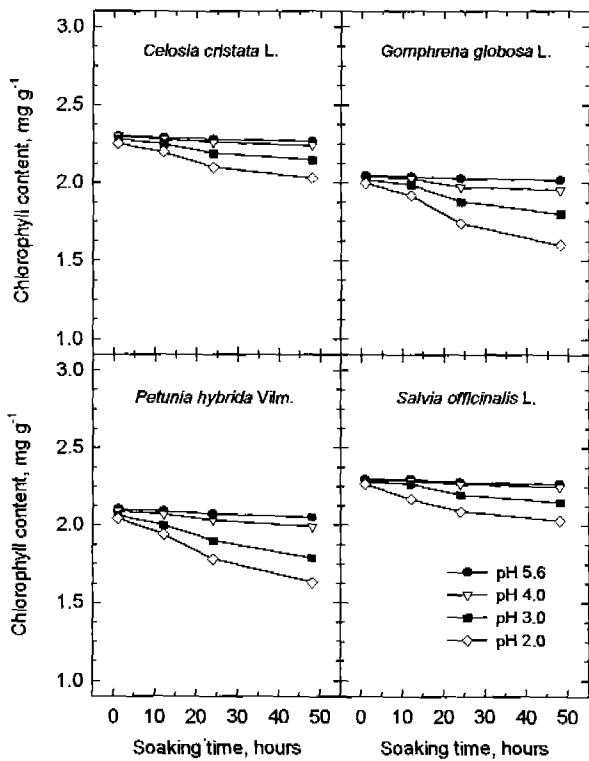 Celosia cristata L.
Gomphrena globosa L.
Chlorophyll content, mg g-1
3.0
2.5
2.0
1.5
1.0
Petunia hybrida Vilm.
Salvia officinalis L.
Chlorophyll content, mg g-1
3.0
2.5
2.0
1.5
1.0
pH 5.6
pH 4.0
pH 3.0
pH 2.0
0 10 20 30 40 50
0 10 20 30 40 50
Soaking time, hours
Soaking time, hours